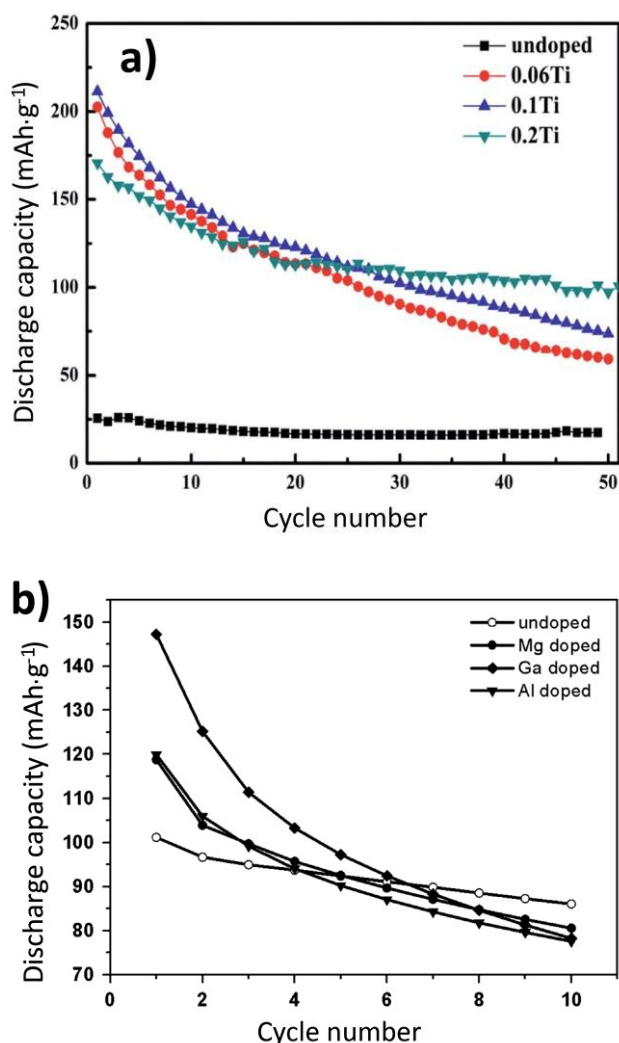 a)
undoped
0.06Ti
0.1Ti
0.2Ti
Discharge capacity (mAh·g⁻¹)
250
200
150
100
50
0
0 10 20 30 40 50
Cycle number
b)
undoped
Mg doped
Ga doped
Al doped
Discharge capacity (mAh·g⁻¹)
150
140
130
120
110
100
90
80
70
0 2 4 6 8 10
Cycle number